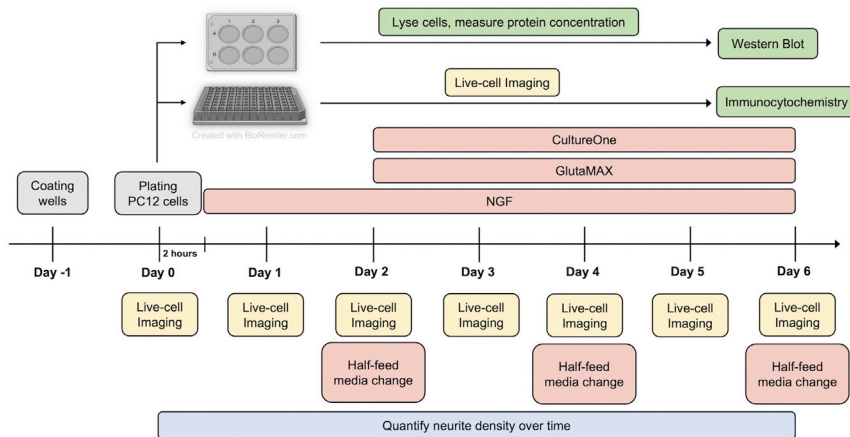 Lyse cells, measure protein concentration
Western Blot
1 2 3
A
B
Live-cell Imaging
Immunocytochemistry
Created with BioRender.com
CultureOne
GlutaMAX
Coating
wells
Plating
PC12 cells
NGF
2 hours
Day -1
Day 0
Day 1
Day 2
Day 3
Day 4
Day 5
Day 6
Live-cell
Imaging
Live-cell
Imaging
Live-cell
Imaging
Live-cell
Imaging
Live-cell
Imaging
Live-cell
Imaging
Live-cell
Imaging
Half-feed
media change
Half-feed
media change
Half-feed
media change
Quantify neurite density over time